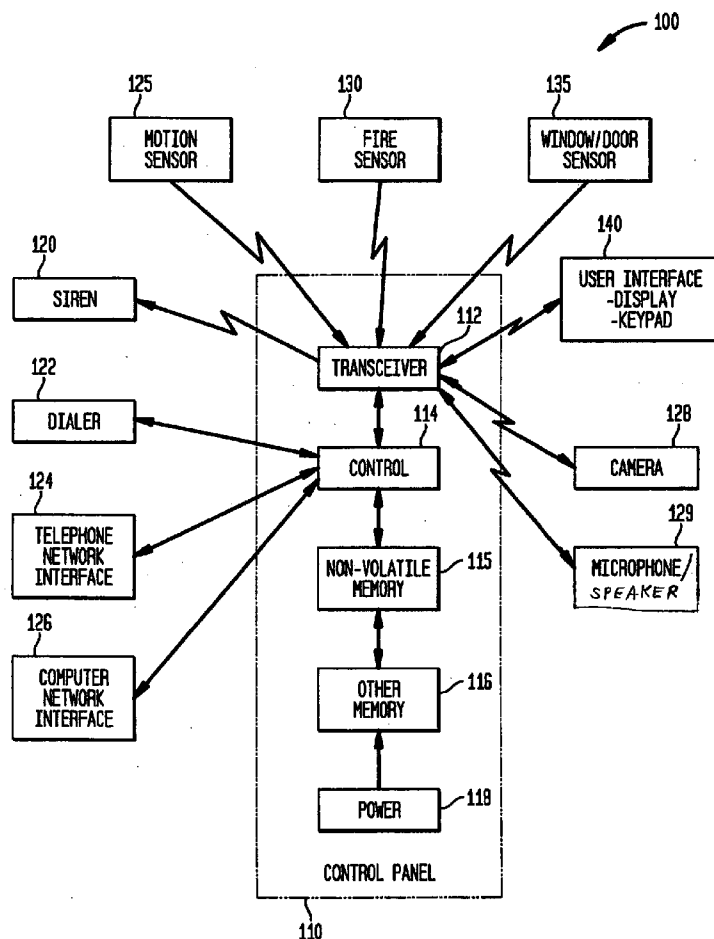 100
125
130
135
MOTION
SENSOR
FIRE
SENSOR
WINDOW/DOOR
SENSOR
120
SIREN
140
USER INTERFACE
-DISPLAY
-KEYPAD
112
TRANSCEIVER
122
DIALER
114
CONTROL
128
CAMERA
124
TELEPHONE
NETWORK
INTERFACE
NON-VOLATILE
MEMORY
115
129
MICROPHONE/
SPEAKER
126
COMPUTER
NETWORK
INTERFACE
OTHER
MEMORY
116
POWER
118
CONTROL PANEL
110